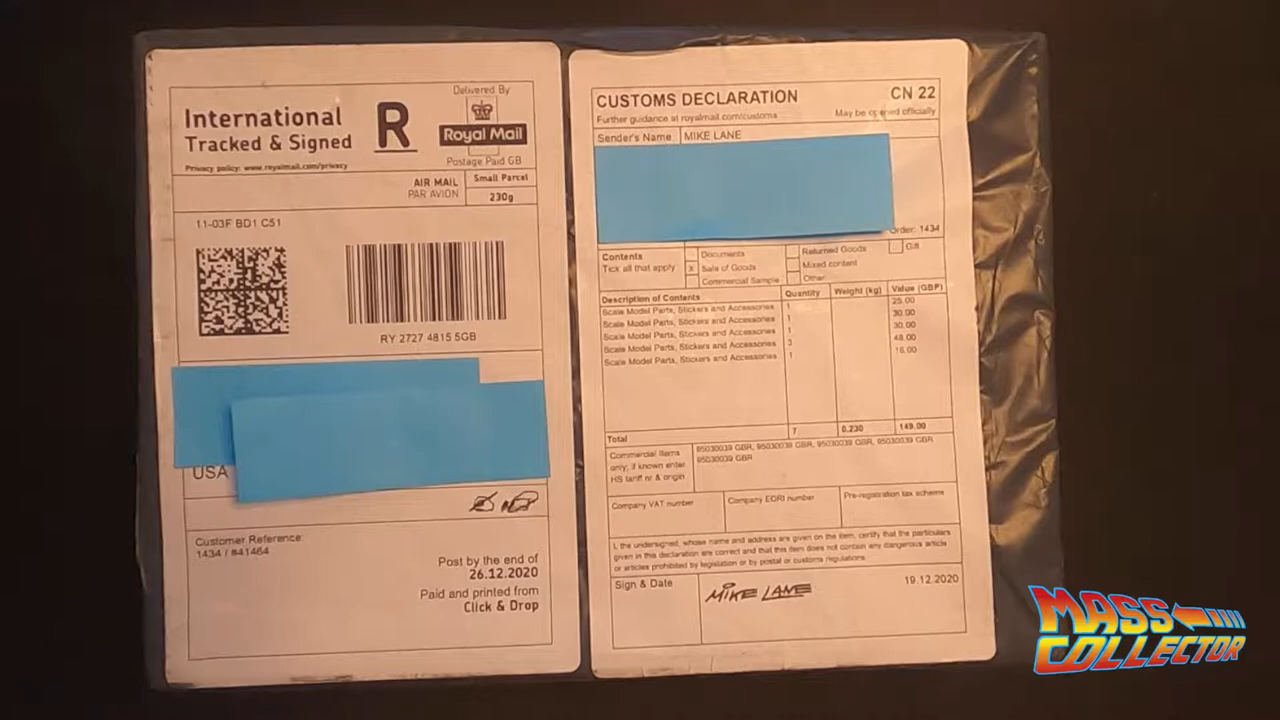 International
Tracked & Signed
R
Delivered By
Royal Mail
Postage Paid GB
Privacy policy: www.royalmail.com/privacy
AIR MAIL
PAR AVION
Small Parcel
230g
11-03F BD1 C51
RY 2727 4815 5GB
USA
Customer Reference:
1434 / #41464
Post by the end of
26.12.2020
Paid and printed from
Click & Drop
CUSTOMS DECLARATION
CN 22
Further guidance at royalmail.com/customs
May be opened officially
Sender's Name MIKE LANE
Order: 1434
Contents
Tick all that apply
Documents
x Sale of Goods
Commercial Sample
Returned Goods
Mixed content
Other
Gift
Description of Contents Quantity Weight (kg) Value (GBP)
Scale Model Parts, Stickers and Accessories 1 25.00
Scale Model Parts, Stickers and Accessories 1 30.00
Scale Model Parts, Stickers and Accessories 1 30.00
Scale Model Parts, Stickers and Accessories 3 48.00
Scale Model Parts, Stickers and Accessories 1 16.00
Total 7 0.230 149.00
Commercial items
only; if known enter
HS tariff nr & origin
95030039 GBR, 95030039 GBR, 95030039 GBR, 95030039 GBR
95030039 GBR
Company VAT number
Company EORI number
Pre-registration tax scheme
I, the undersigned, whose name and address are given on the item, certify that the particulars
given in this declaration are correct and that this item does not contain any dangerous article
or articles prohibited by legislation or by postal or customs regulations.
Sign & Date
MIKE LANE
19.12.2020
MASS
COLLECTOR